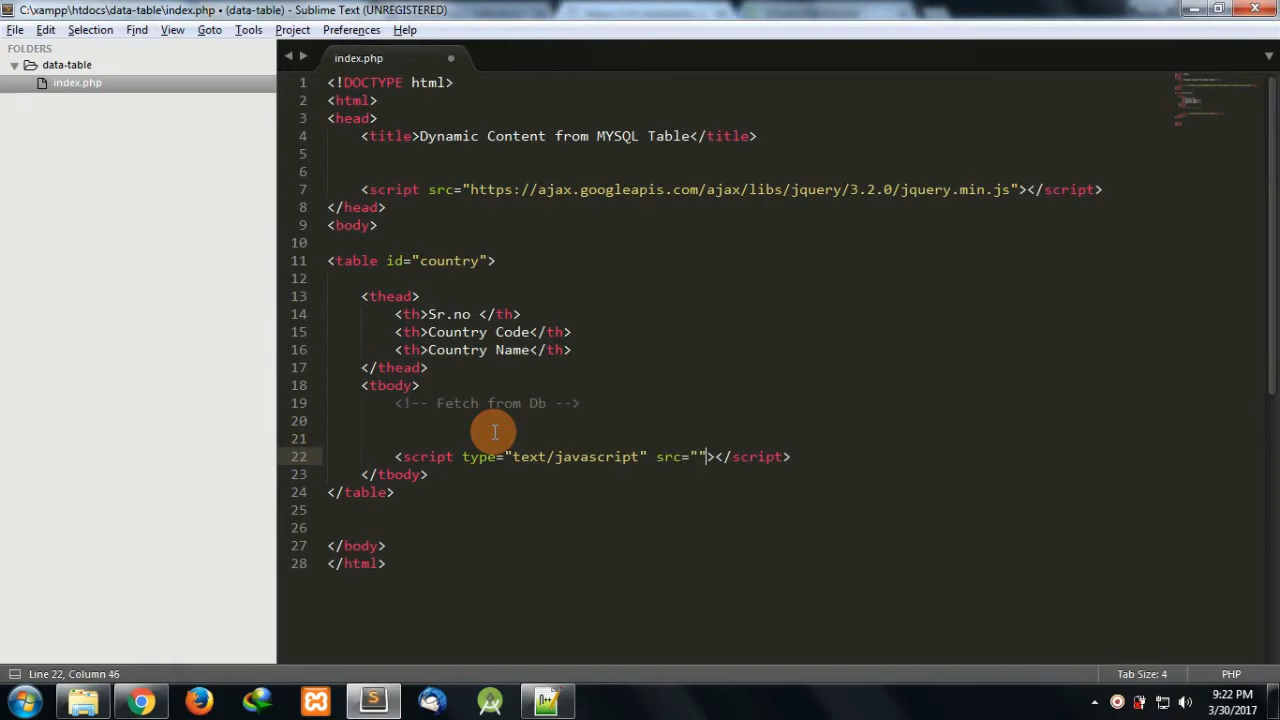 C:\xampp\htdocs\data-table\index.php • (data-table) - Sublime Text (UNREGISTERED)
File Edit Selection Find View Goto Tools Project Preferences Help
FOLDERS
data-table
index.php
index.php
1 <!DOCTYPE html>
2 <html>
3 <head>
4 <title>Dynamic Content from MYSQL Table</title>
5
6
7 <script src="https://ajax.googleapis.com/ajax/libs/jquery/3.2.0/jquery.min.js"></script>
8 </head>
9 <body>
10
11 <table id="country">
12
13 <thead>
14 <th>Sr.no </th>
15 <th>Country Code</th>
16 <th>Country Name</th>
17 </thead>
18 <tbody>
19 <!-- Fetch from Db -->
20
21
22 <script type="text/javascript" src=""></script>
23 </tbody>
24 </table>
25
26
27 </body>
28 </html>
Line 22, Column 46 Tab Size: 4 PHP
9:22 PM
3/30/2017